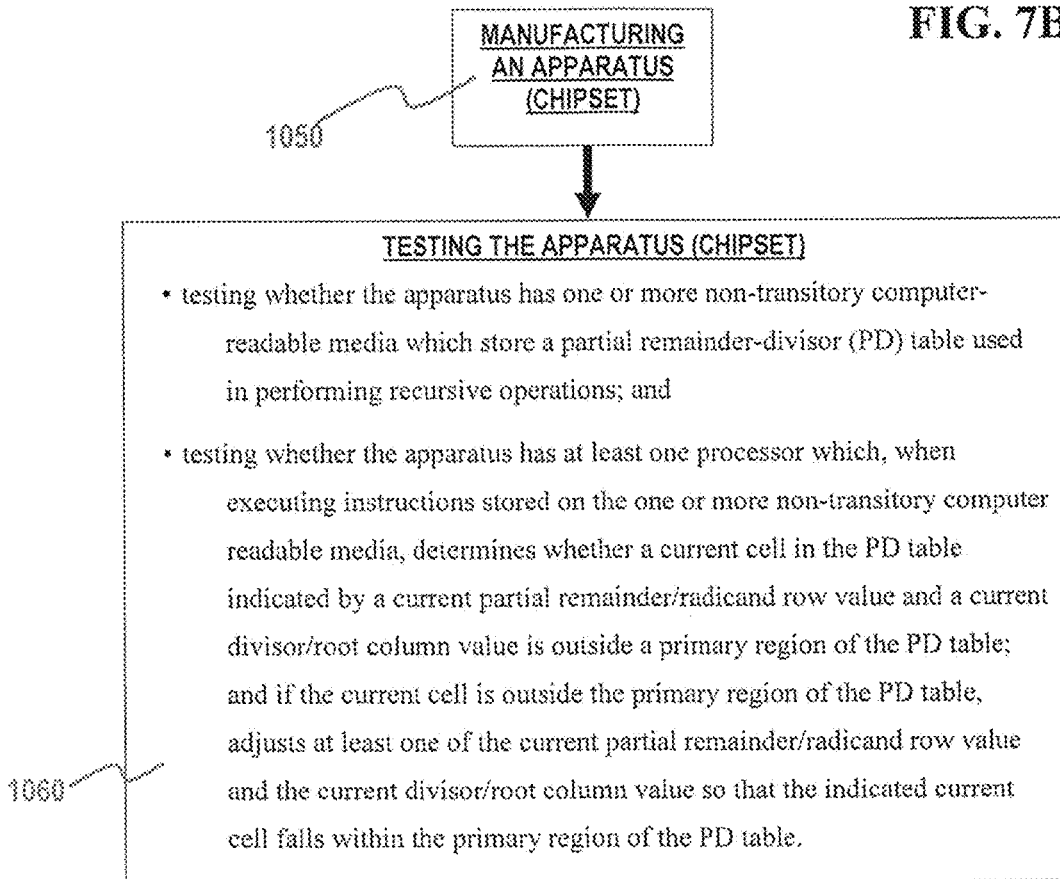 FIG. 7B
MANUFACTURING
AN APPARATUS
(CHIPSET)
1050
TESTING THE APPARATUS (CHIPSET)
• testing whether the apparatus has one or more non-transitory computer-
readable media which store a partial remainder-divisor (PD) table used
in performing recursive operations; and
• testing whether the apparatus has at least one processor which, when
executing instructions stored on the one or more non-transitory computer
readable media, determines whether a current cell in the PD table
indicated by a current partial remainder/radicand row value and a current
divisor/root column value is outside a primary region of the PD table;
and if the current cell is outside the primary region of the PD table,
adjusts at least one of the current partial remainder/radicand row value
and the current divisor/root column value so that the indicated current
cell falls within the primary region of the PD table.
1060